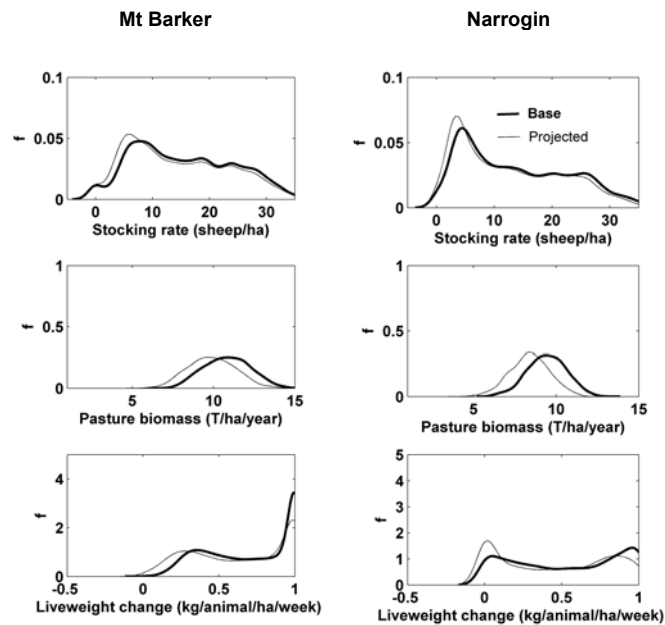 Mt Barker
Narrogin
0.1
0.05
0
f
0 10 20 30
Stocking rate (sheep/ha)
0.1
0.05
0
f
Base
Projected
0 10 20 30
Stocking rate (sheep/ha)
1
0.5
0
f
5 10 15
Pasture biomass (T/ha/year)
1
0.5
0
f
5 10 15
Pasture biomass (T/ha/year)
4
2
0
f
-0.5 0 0.5 1
Liveweight change (kg/animal/ha/week)
5
4
3
2
1
0
f
-0.5 0 0.5 1
Liveweight change (kg/animal/ha/week)